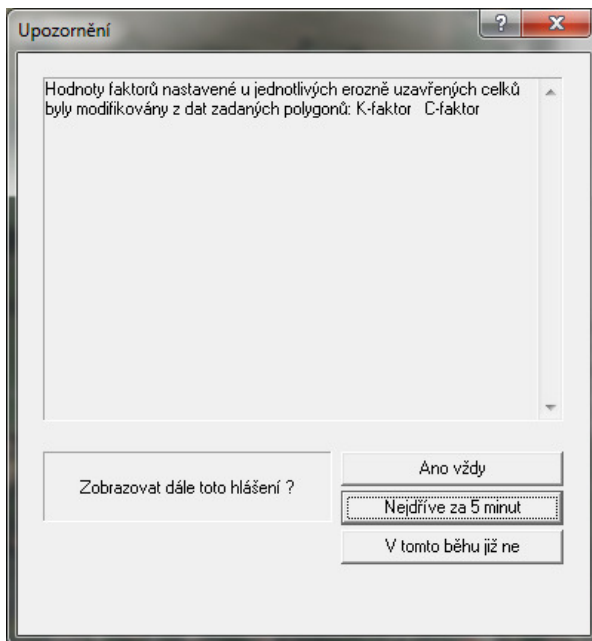 Upozornění
Hodnoty faktorů nastavené u jednotlivých erozně uzavřených celků
byly modifikovány z dat zadaných polygonů: K-faktor C-faktor
Zobrazovat dále toto hlášení ?
Ano vždy
Nejdříve za 5 minut
V tomto běhu již ne